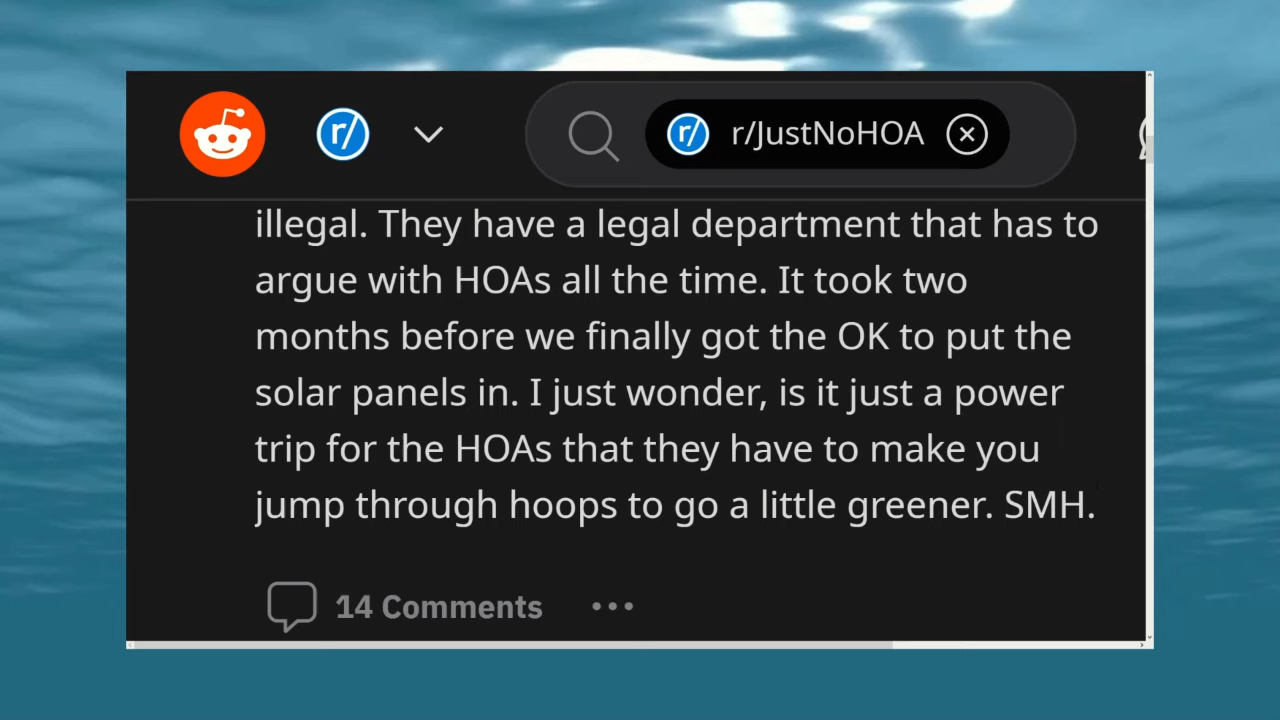 r/
r/
r/JustNoHOA
illegal. They have a legal department that has to
argue with HOAs all the time. It took two
months before we finally got the OK to put the
solar panels in. I just wonder, is it just a power
trip for the HOAs that they have to make you
jump through hoops to go a little greener. SMH.
14 Comments